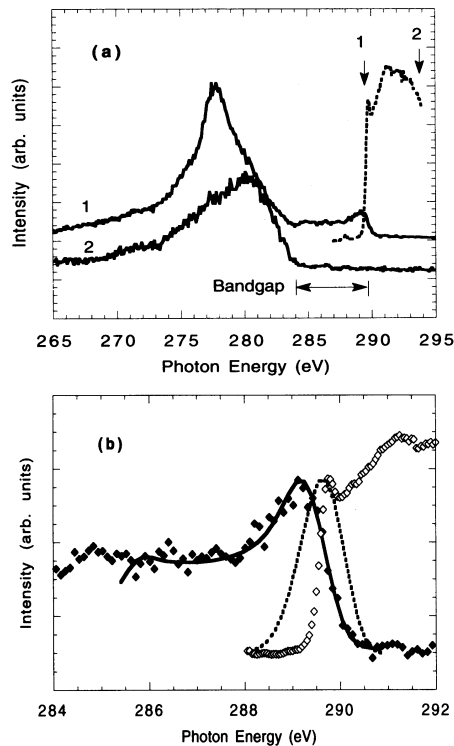 (a)
1 2
1
2
Bandgap
Intensity (arb. units)
265 270 275 280 285 290 295
Photon Energy (eV)
(b)
Intensity (arb. units)
284 286 288 290 292
Photon Energy (eV)